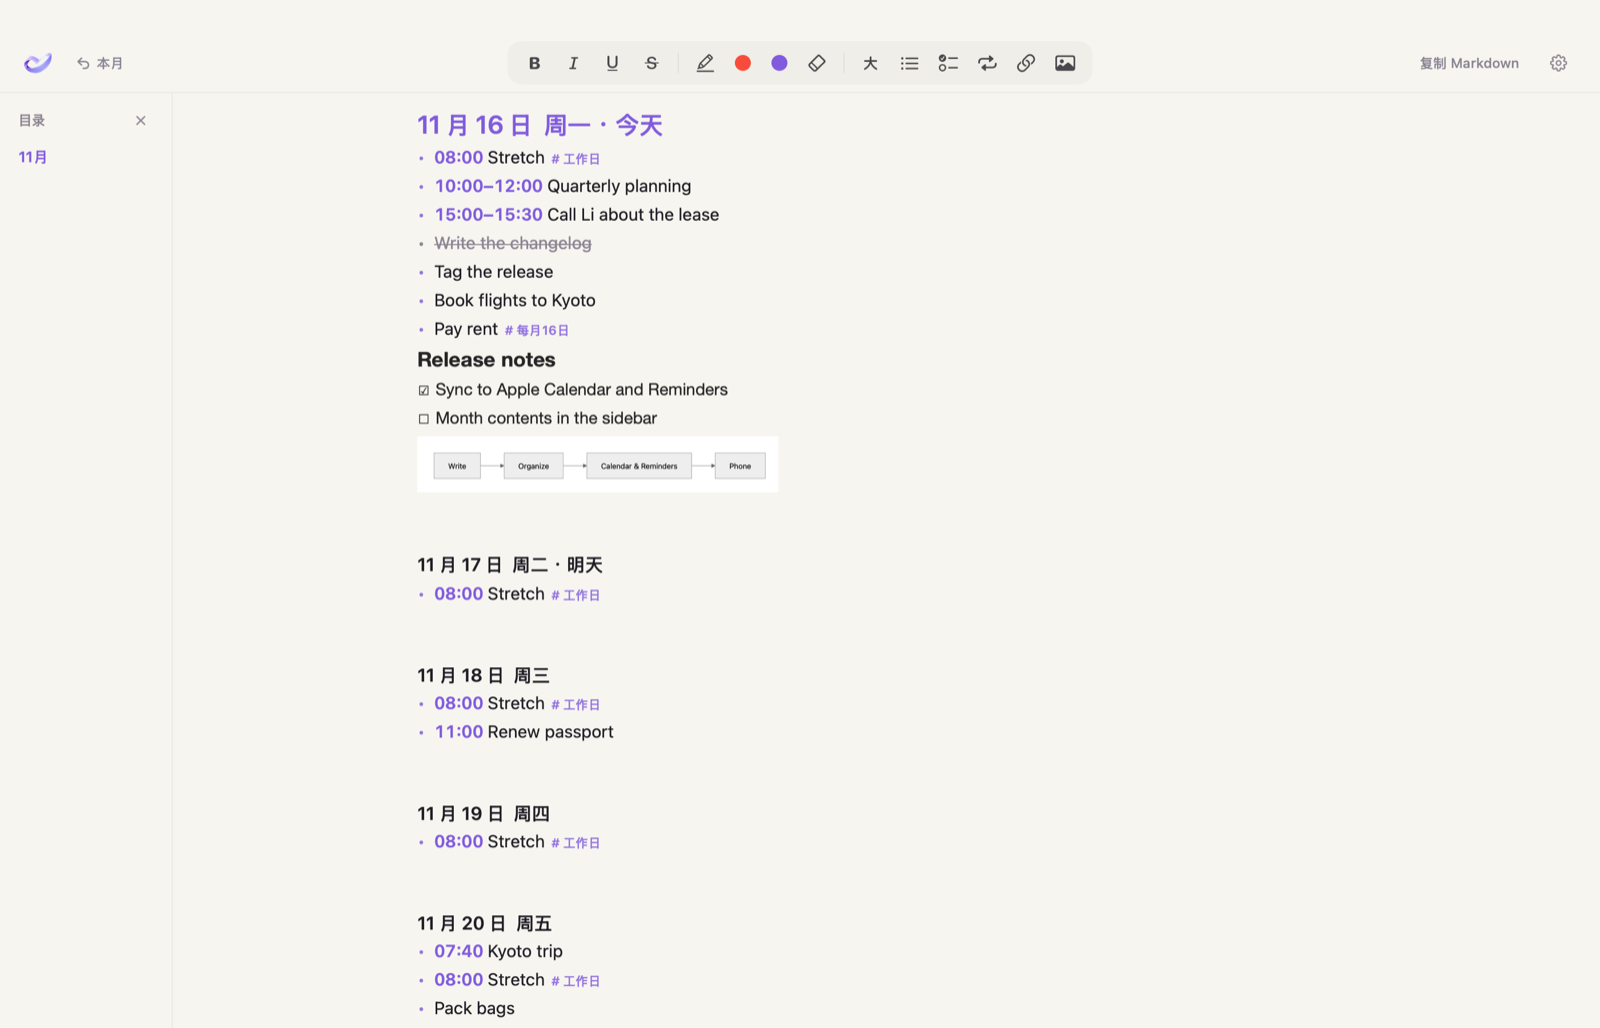 本月
B I U S
大
复制 Markdown
目录
11月
11 月 16 日 周一 · 今天
• 08:00 Stretch # 工作日
• 10:00–12:00 Quarterly planning
• 15:00–15:30 Call Li about the lease
• Write the changelog
• Tag the release
• Book flights to Kyoto
• Pay rent # 每月16日
Release notes
☑ Sync to Apple Calendar and Reminders
☐ Month contents in the sidebar
Write Organize Calendar & Reminders Phone
11 月 17 日 周二 · 明天
• 08:00 Stretch # 工作日
11 月 18 日 周三
• 08:00 Stretch # 工作日
• 11:00 Renew passport
11 月 19 日 周四
• 08:00 Stretch # 工作日
11 月 20 日 周五
• 07:40 Kyoto trip
• 08:00 Stretch # 工作日
• Pack bags